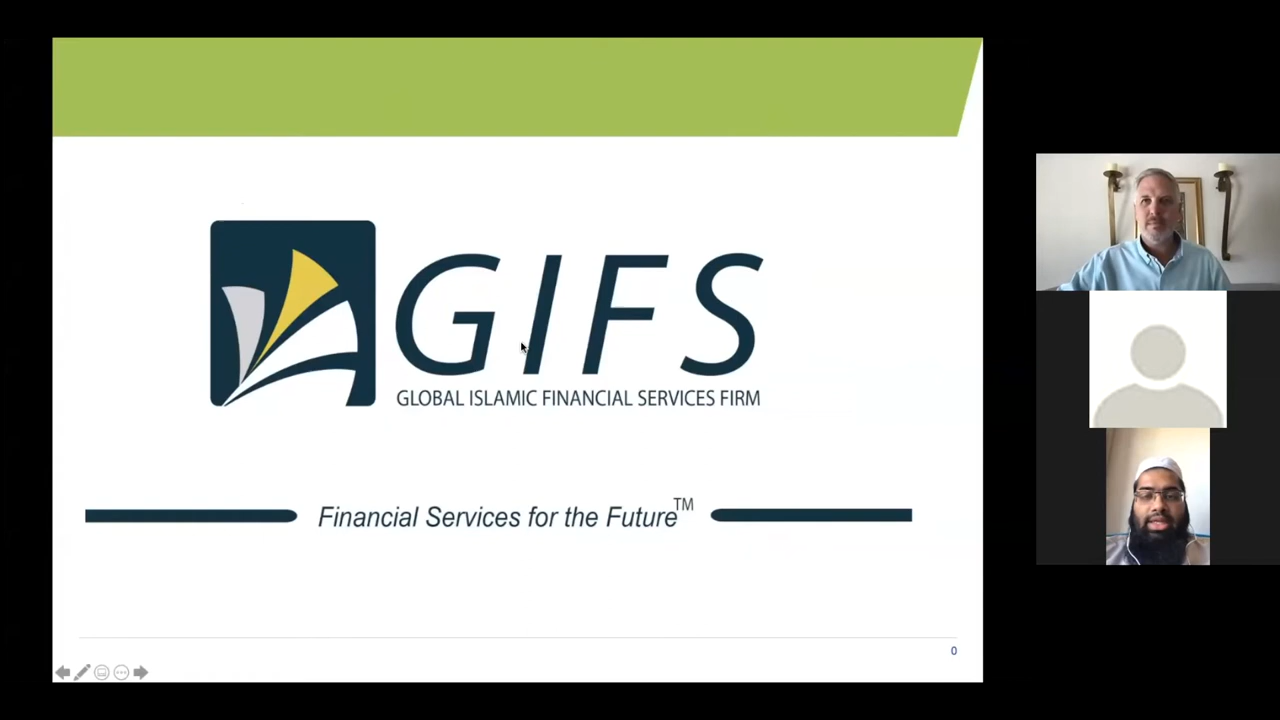 GIFS
GLOBAL ISLAMIC FINANCIAL SERVICES FIRM
Financial Services for the Future™
0